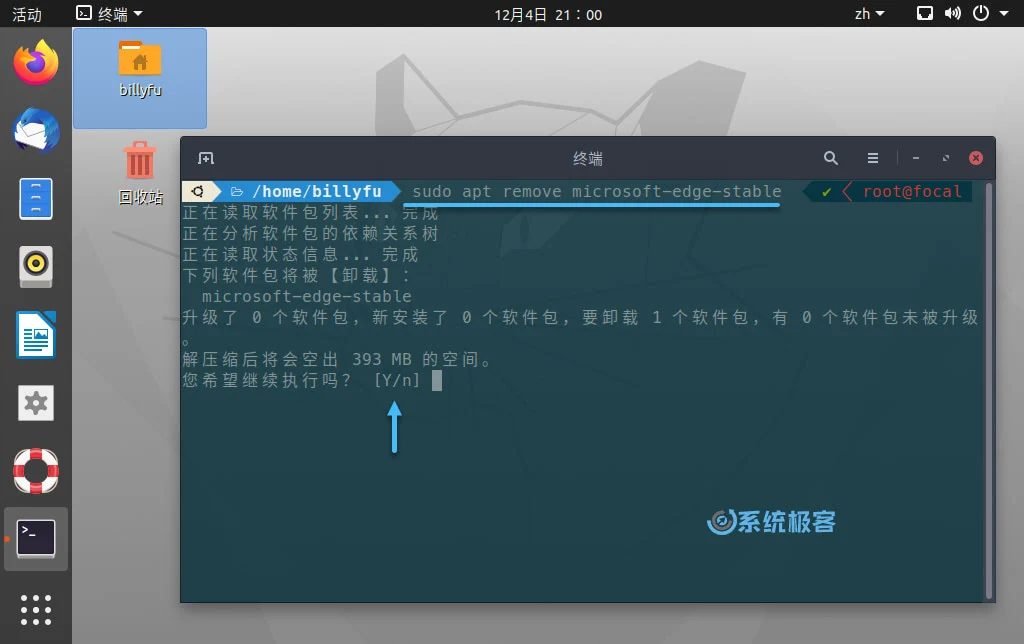 活动 终端 12月4日 21：00 zh
billyfu
回收站
终端
/home/billyfu sudo apt remove microsoft-edge-stable ✔ root@focal
正在读取软件包列表... 完成
正在分析软件包的依赖关系树
正在读取状态信息... 完成
下列软件包将被【卸载】：
microsoft-edge-stable
升级了 0 个软件包，新安装了 0 个软件包，要卸载 1 个软件包，有 0 个软件包未被升级
。
解压缩后将会空出 393 MB 的空间。
您希望继续执行吗？ [Y/n]
系统极客